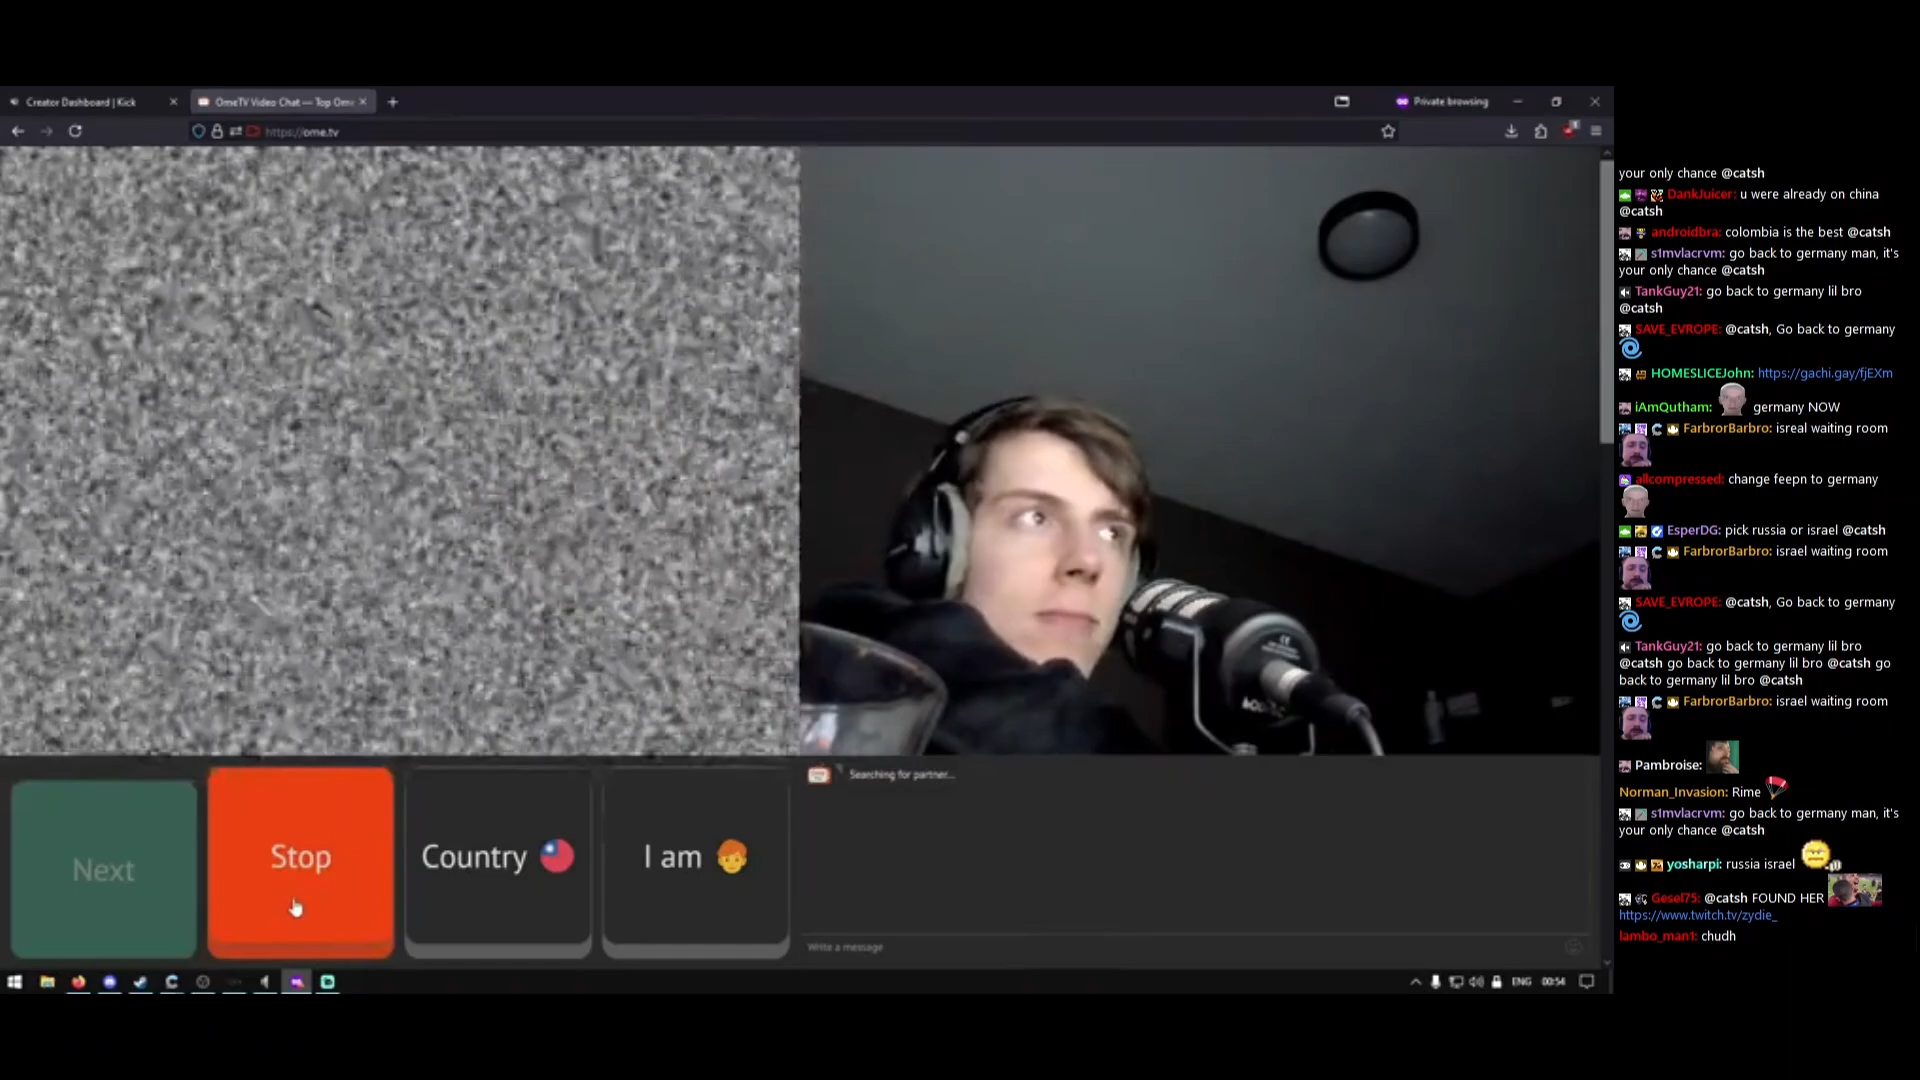 Creator Dashboard | Kick
OmeTV Video Chat — Top Ome
Private browsing
https://ome.tv
Next
Stop
Country
I am
Searching for partner...
Write a message
ENG
00:54
your only chance @catsh
DankJuicer: u were already on china
@catsh
androidbra: colombia is the best @catsh
s1mvlacrvm: go back to germany man, it's
your only chance @catsh
TankGuy21: go back to germany lil bro
@catsh
SAVE_EVROPE: @catsh, Go back to germany
HOMESLICEJohn: https://gachi.gay/fjEXm
iAmQutham: germany NOW
FarbrorBarbro: isreal waiting room
allcompressed: change feepn to germany
EsperDG: pick russia or israel @catsh
FarbrorBarbro: israel waiting room
SAVE_EVROPE: @catsh, Go back to germany
TankGuy21: go back to germany lil bro
@catsh go back to germany lil bro @catsh go
back to germany lil bro @catsh
FarbrorBarbro: israel waiting room
Pambroise:
Norman_Invasion: Rime
s1mvlacrvm: go back to germany man, it's
your only chance @catsh
yosharpi: russia israel
Gesel75: @catsh FOUND HER
https://www.twitch.tv/zydie_
lambo_man1: chudh